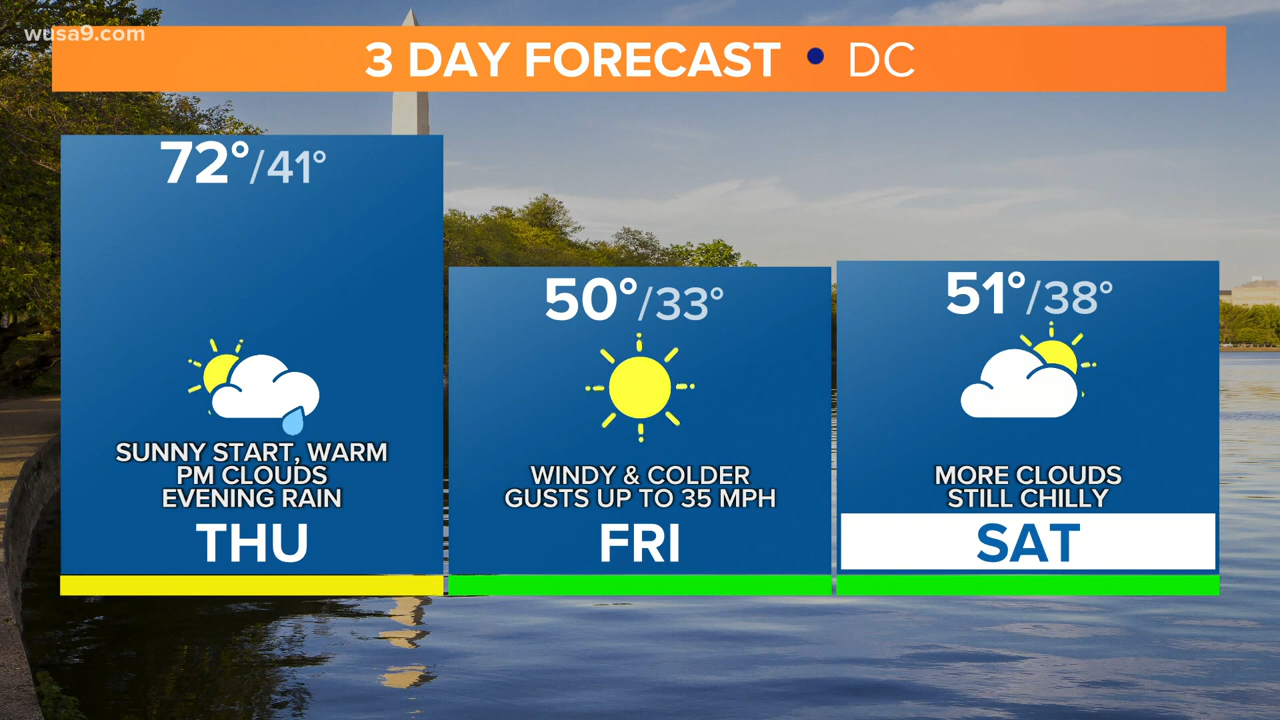 wusa9.com
3 DAY FORECAST • DC
72°/41°
SUNNY START, WARM
PM CLOUDS
EVENING RAIN
THU
50°/33°
WINDY & COLDER
GUSTS UP TO 35 MPH
FRI
51°/38°
MORE CLOUDS
STILL CHILLY
SAT